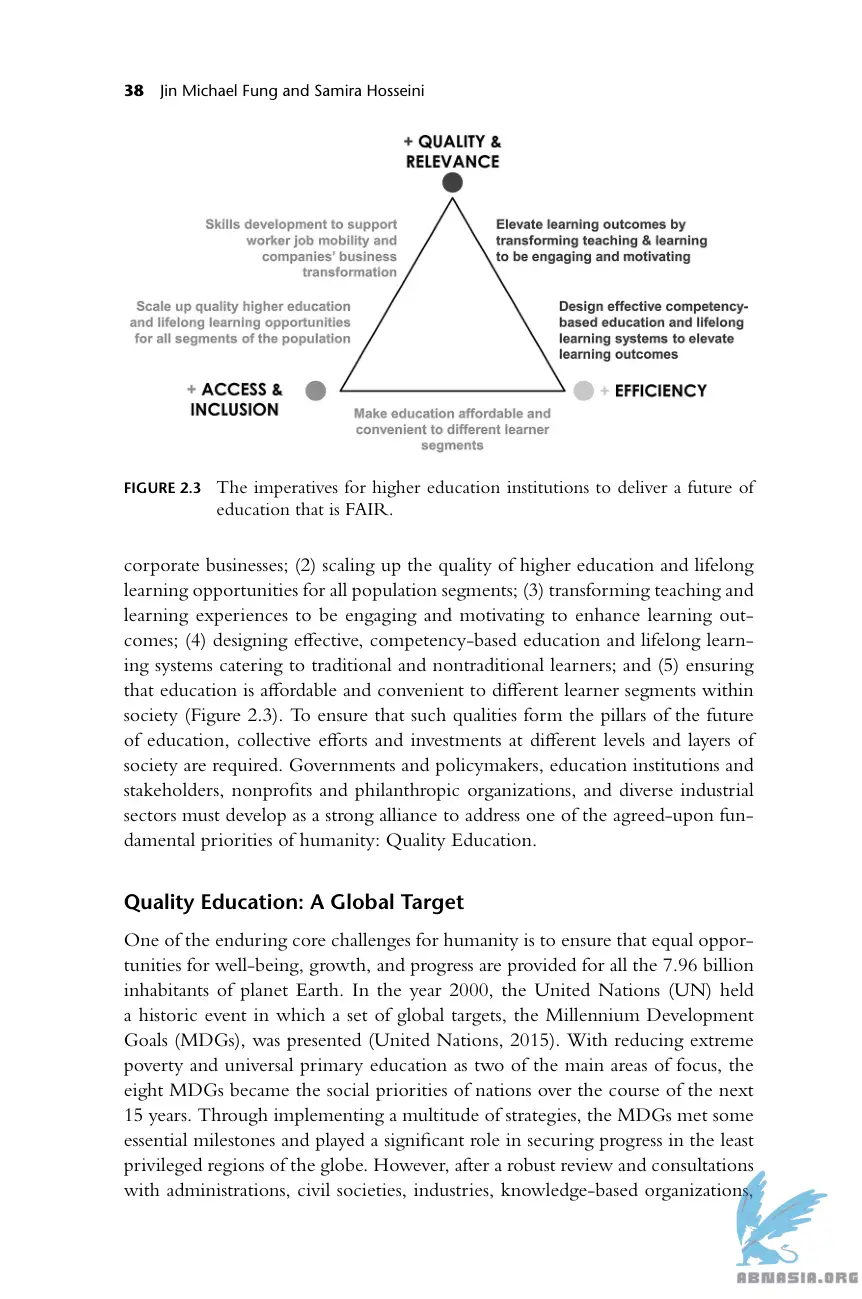 38 Jin Michael Fung and Samira Hosseini
+ QUALITY &
RELEVANCE
Skills development to support
worker job mobility and
companies' business
transformation
Elevate learning outcomes by
transforming teaching & learning
to be engaging and motivating
Scale up quality higher education
and lifelong learning opportunities
for all segments of the population
Design effective competency-
based education and lifelong
learning systems to elevate
learning outcomes
+ ACCESS &
INCLUSION
+ EFFICIENCY
Make education affordable and
convenient to different learner
segments
FIGURE 2.3 The imperatives for higher education institutions to deliver a future of
education that is FAIR.
corporate businesses; (2) scaling up the quality of higher education and lifelong
learning opportunities for all population segments; (3) transforming teaching and
learning experiences to be engaging and motivating to enhance learning out-
comes; (4) designing effective, competency-based education and lifelong learn-
ing systems catering to traditional and nontraditional learners; and (5) ensuring
that education is affordable and convenient to different learner segments within
society (Figure 2.3). To ensure that such qualities form the pillars of the future
of education, collective efforts and investments at different levels and layers of
society are required. Governments and policymakers, education institutions and
stakeholders, nonprofits and philanthropic organizations, and diverse industrial
sectors must develop as a strong alliance to address one of the agreed-upon fun-
damental priorities of humanity: Quality Education.
Quality Education: A Global Target
One of the enduring core challenges for humanity is to ensure that equal oppor-
tunities for well-being, growth, and progress are provided for all the 7.96 billion
inhabitants of planet Earth. In the year 2000, the United Nations (UN) held
a historic event in which a set of global targets, the Millennium Development
Goals (MDGs), was presented (United Nations, 2015). With reducing extreme
poverty and universal primary education as two of the main areas of focus, the
eight MDGs became the social priorities of nations over the course of the next
15 years. Through implementing a multitude of strategies, the MDGs met some
essential milestones and played a significant role in securing progress in the least
privileged regions of the globe. However, after a robust review and consultations
with administrations, civil societies, industries, knowledge-based organizations,
ABNASIA.ORG